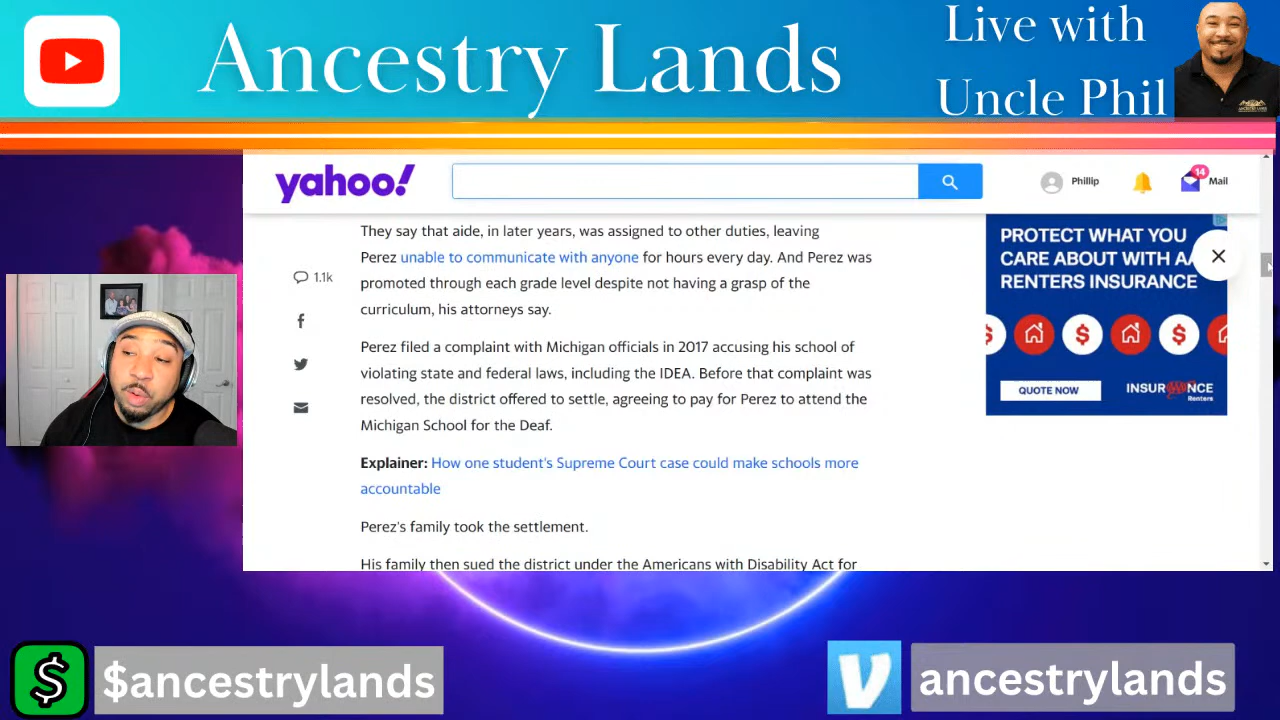 Ancestry Lands
Live with
Uncle Phil
yahoo!
Phillip
14
Mail
They say that aide, in later years, was assigned to other duties, leaving
Perez unable to communicate with anyone for hours every day. And Perez was
promoted through each grade level despite not having a grasp of the
curriculum, his attorneys say.
1.1k
Perez filed a complaint with Michigan officials in 2017 accusing his school of
violating state and federal laws, including the IDEA. Before that complaint was
resolved, the district offered to settle, agreeing to pay for Perez to attend the
Michigan School for the Deaf.
Explainer: How one student's Supreme Court case could make schools more
accountable
Perez's family took the settlement.
His family then sued the district under the Americans with Disability Act for
PROTECT WHAT YOU
CARE ABOUT WITH AA
RENTERS INSURANCE
$ $ $
QUOTE NOW
INSURANCE
Renters
$
$ancestrylands
V
ancestrylands